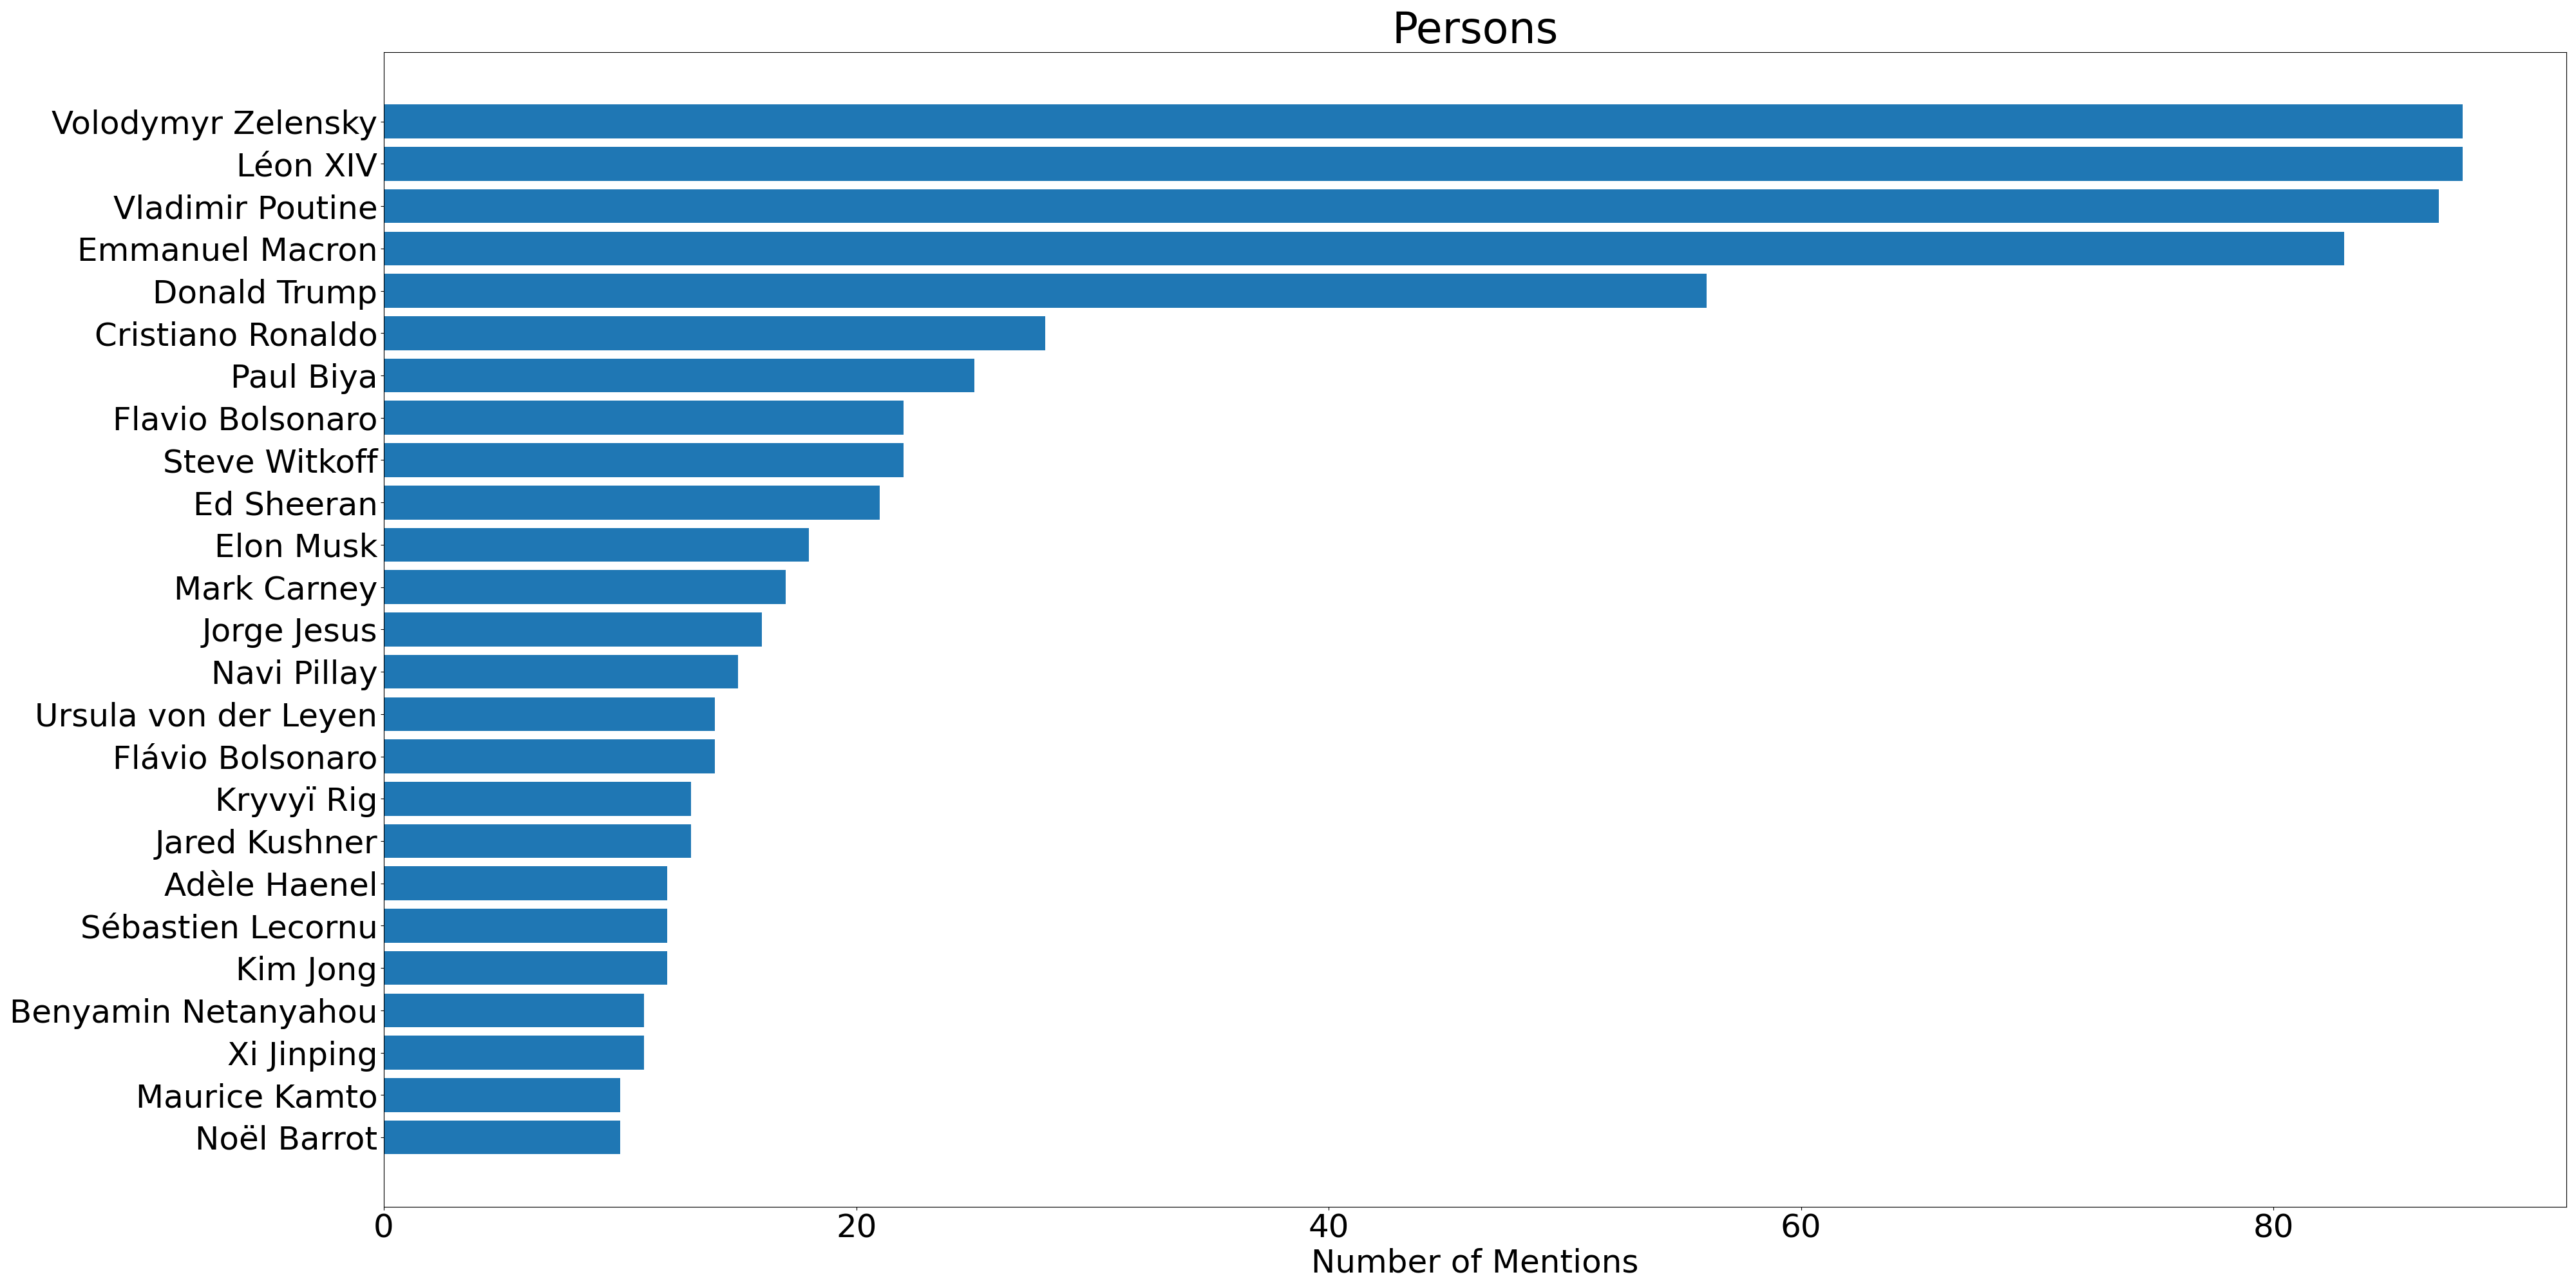 Persons
Volodymyr Zelensky
Léon XIV
Vladimir Poutine
Emmanuel Macron
Donald Trump
Cristiano Ronaldo
Paul Biya
Flavio Bolsonaro
Steve Witkoff
Ed Sheeran
Elon Musk
Mark Carney
Jorge Jesus
Navi Pillay
Ursula von der Leyen
Flávio Bolsonaro
Kryvyï Rig
Jared Kushner
Adèle Haenel
Sébastien Lecornu
Kim Jong
Benyamin Netanyahou
Xi Jinping
Maurice Kamto
Noël Barrot
0 20 40 60 80
Number of Mentions